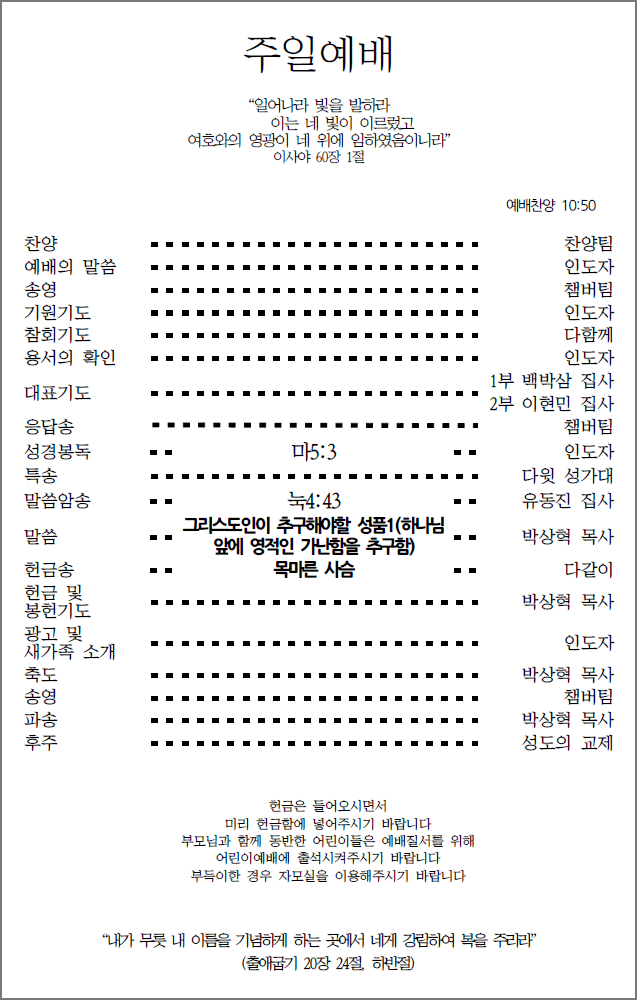 주일예배
“일어나라 빛을 발하라
이는 네 빛이 이르렀고
여호와의 영광이 네 위에 임하였음이니라”
이사야 60장 1절
예배찬양 10:50
찬양 찬양팀
예배의 말씀 인도자
송영 챔버팀
기원기도 인도자
참회기도 다함께
용서의 확인 인도자
대표기도 1부 백박삼 집사
2부 이현민 집사
응답송 챔버팀
성경봉독 마5:3 인도자
특송 다윗 성가대
말씀암송 눅4:43 유동진 집사
말씀 그리스도인이 추구해야할 성품1(하나님
앞에 영적인 가난함을 추구함) 박상혁 목사
헌금송 목마른 사슴 다같이
헌금 및
봉헌기도 박상혁 목사
광고 및
새가족 소개 인도자
축도 박상혁 목사
송영 챔버팀
파송 박상혁 목사
후주 성도의 교제
헌금은 들어오시면서
미리 헌금함에 넣어주시기 바랍니다
부모님과 함께 동반한 어린이들은 예배질서를 위해
어린이예배에 출석시켜주시기 바랍니다
부득이한 경우 자모실을 이용해주시기 바랍니다
“내가 무릇 내 이름을 기념하게 하는 곳에서 네게 강림하여 복을 주리라”
(출애굽기 20장 24절, 하반절)